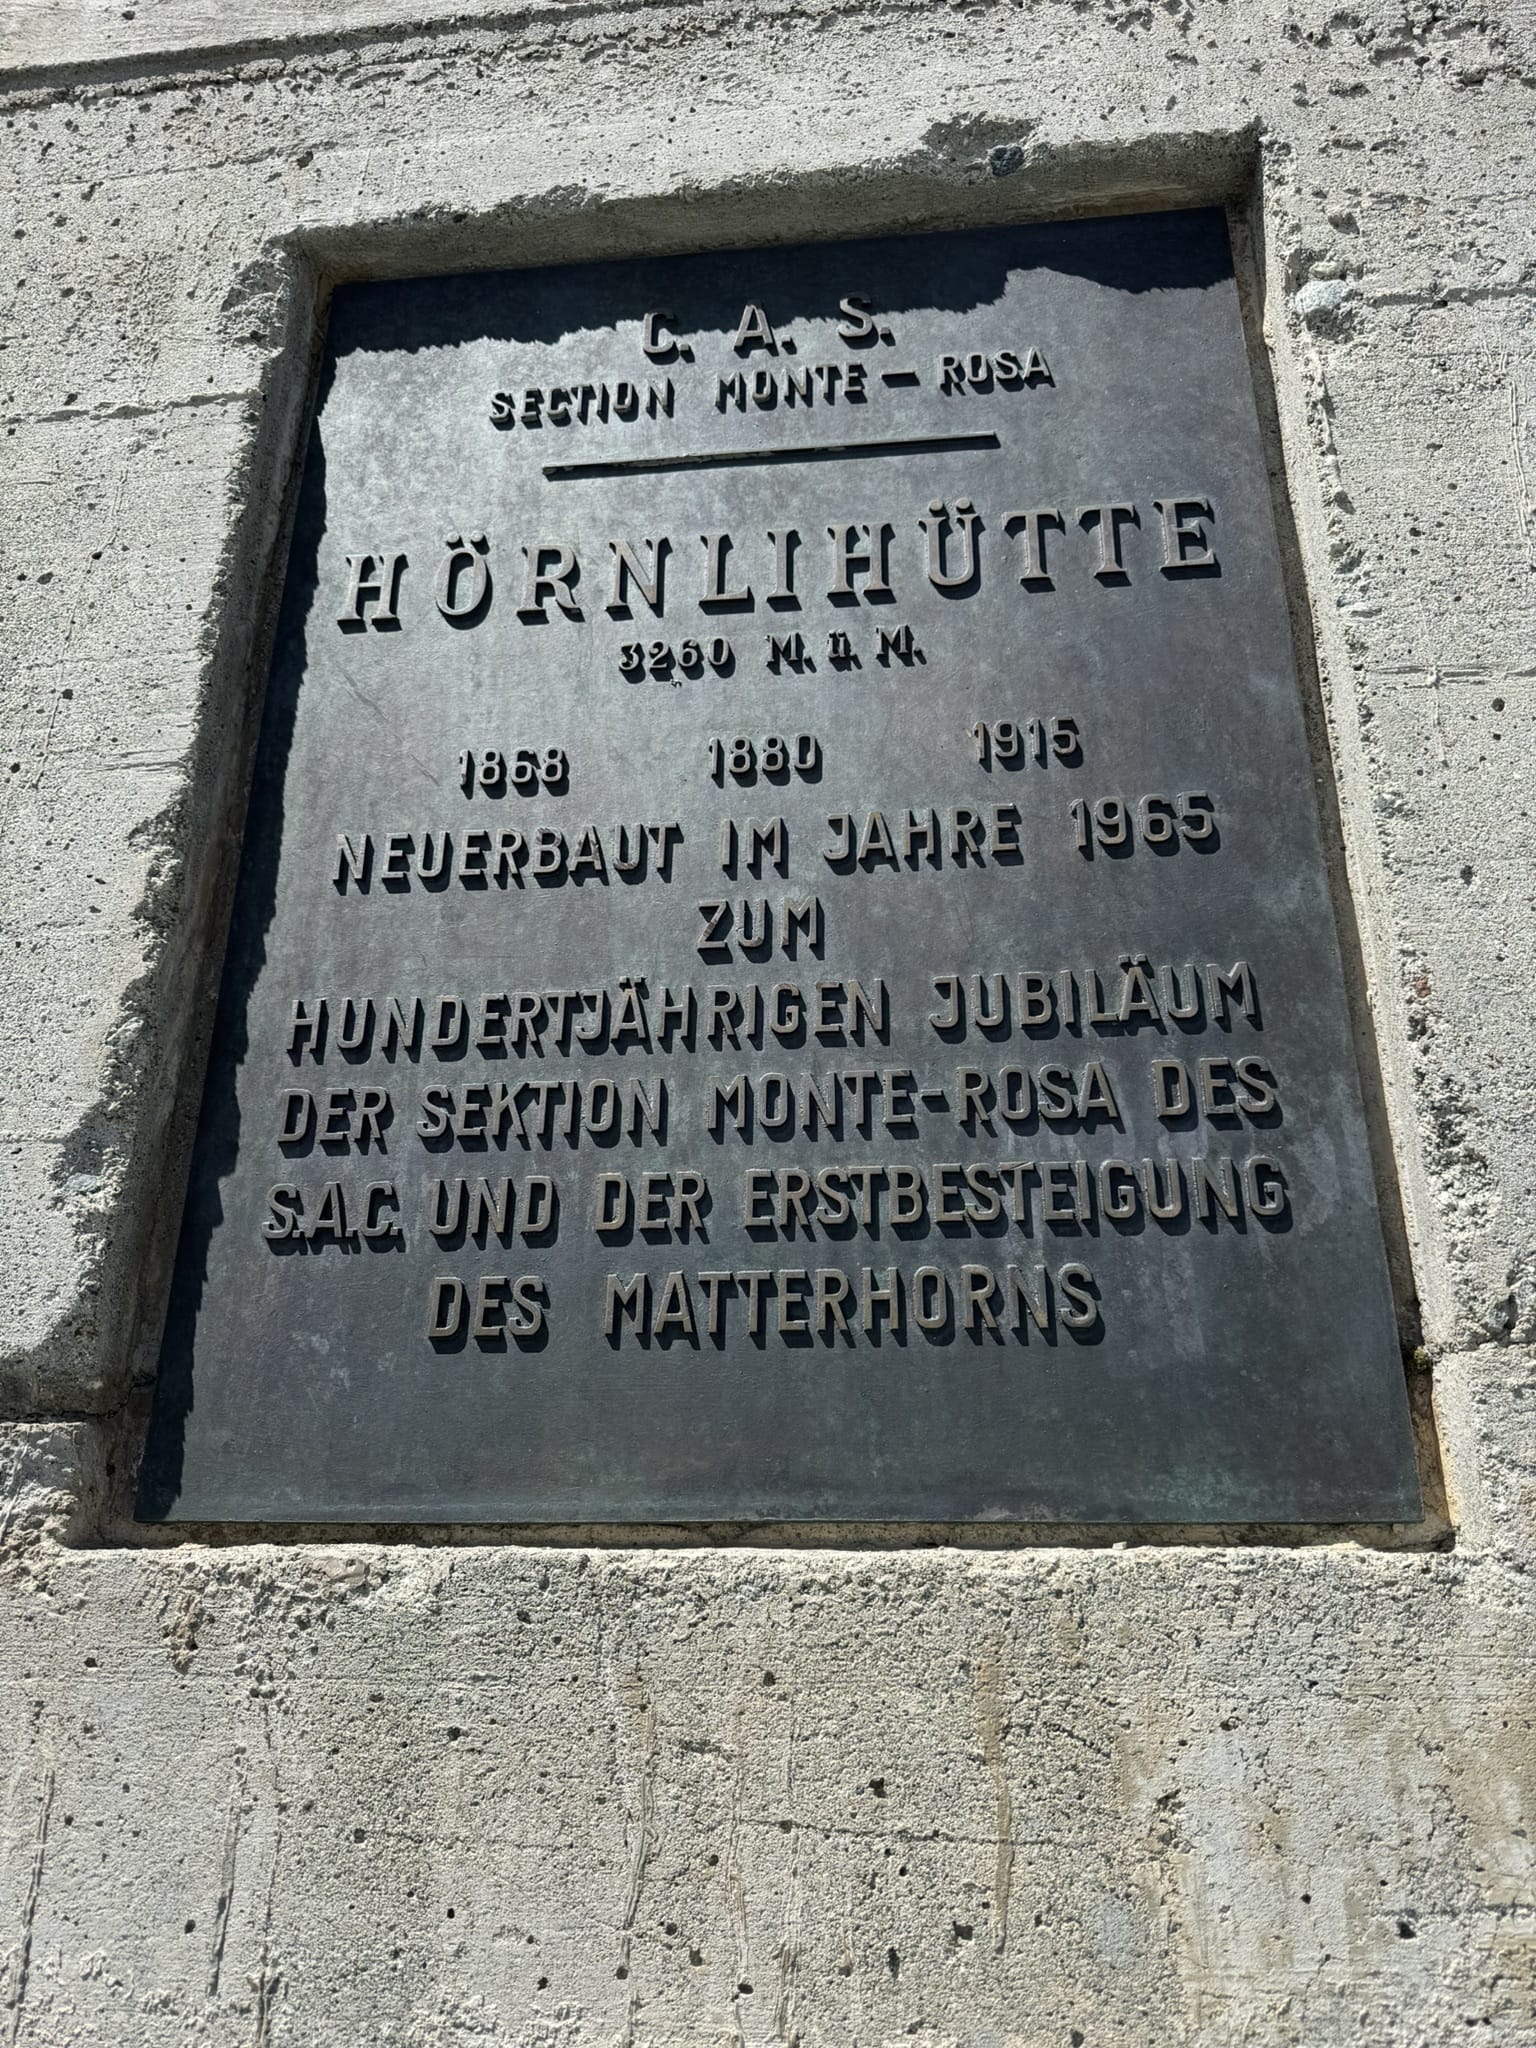 C. A. S.
SECTION MONTE-ROSA
HÖRNLIHÜTTE
3260 M. ü. M.
1868 1880 1915
NEUERBAUT IM JAHRE 1965
ZUM
HUNDERTJÄHRIGEN JUBILÄUM
DER SEKTION MONTE-ROSA DES
S.A.C. UND DER ERSTBESTEIGUNG
DES MATTERHORNS